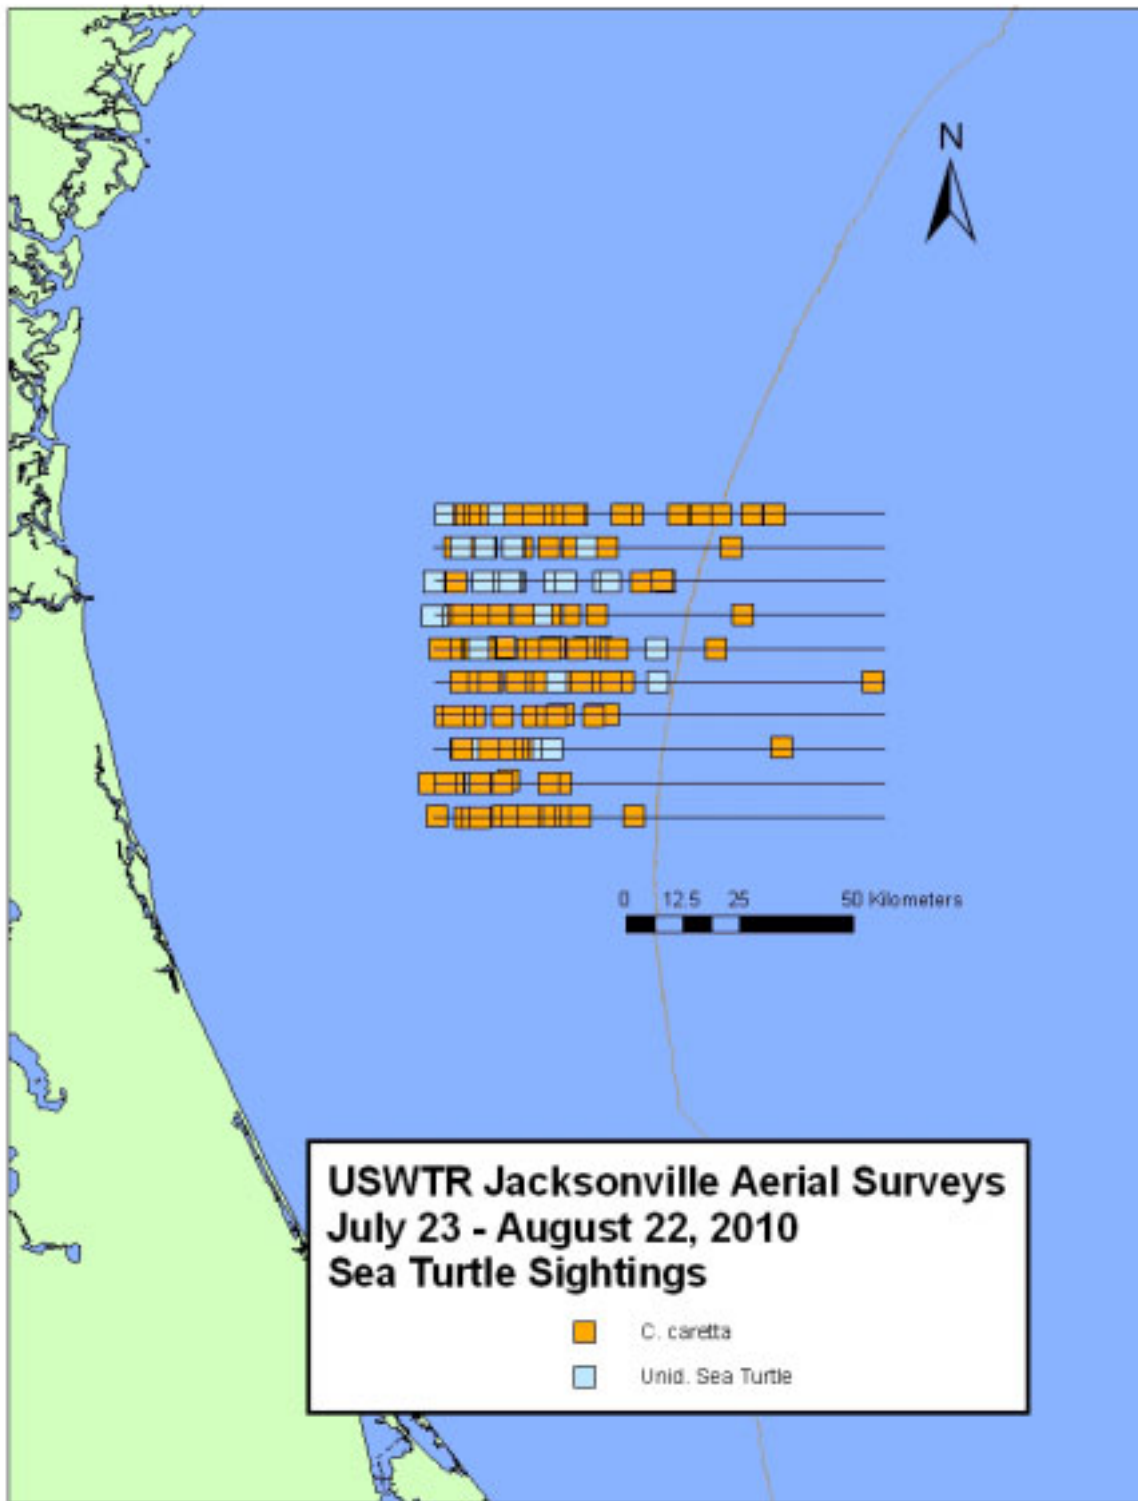 N
0 12.5 25 50 Kilometers
USWTR Jacksonville Aerial Surveys
July 23 - August 22, 2010
Sea Turtle Sightings
C. caretta
Unid. Sea Turtle